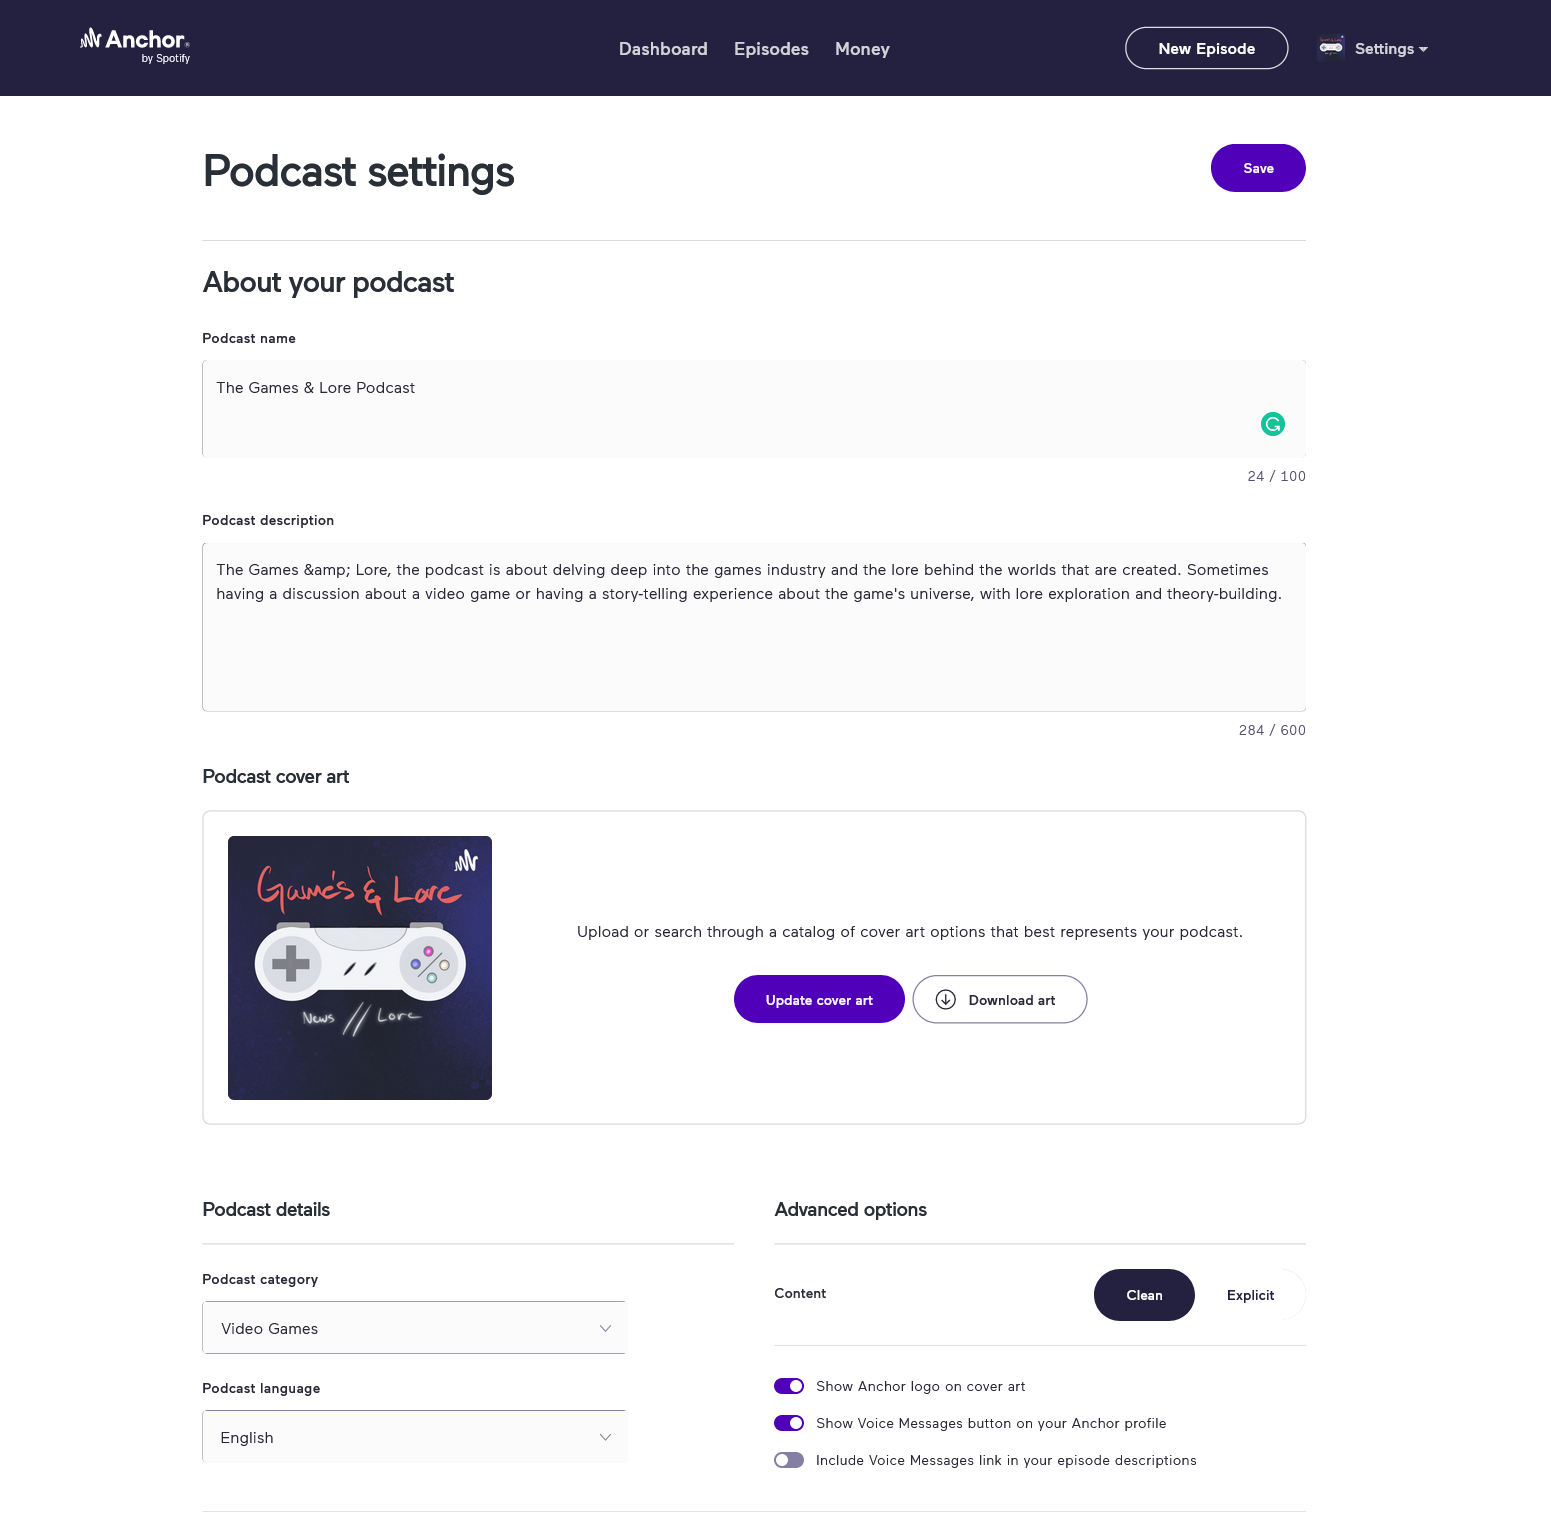 Anchor
by Spotify
Dashboard Episodes Money
New Episode
Settings
Podcast settings
Save
About your podcast
Podcast name
The Games & Lore Podcast
24 / 100
Podcast description
The Games &amp; Lore, the podcast is about delving deep into the games industry and the lore behind the worlds that are created. Sometimes
having a discussion about a video game or having a story-telling experience about the game's universe, with lore exploration and theory-building.
284 / 600
Podcast cover art
Game's & Lore
News // Lore
Upload or search through a catalog of cover art options that best represents your podcast.
Update cover art
Download art
Podcast details
Podcast category
Video Games
Podcast language
English
Advanced options
Content
Clean
Explicit
Show Anchor logo on cover art
Show Voice Messages button on your Anchor profile
Include Voice Messages link in your episode descriptions